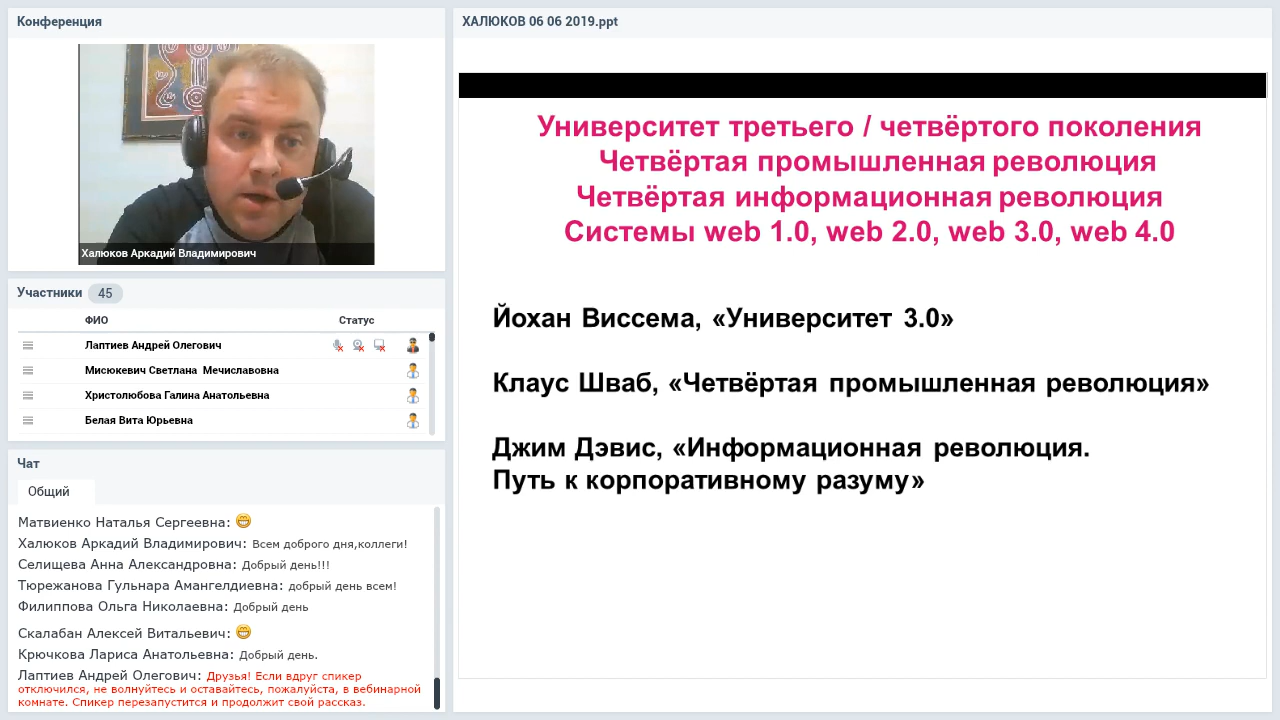 Конференция
Халюков Аркадий Владимирович
Участники 45
ФИО Статус
Лаптиев Андрей Олегович
Мисюкевич Светлана Мечиславовна
Христолюбова Галина Анатольевна
Белая Вита Юрьевна
Чат
Общий
Матвиенко Наталья Сергеевна:
Халюков Аркадий Владимирович: Всем доброго дня,коллеги!
Селищева Анна Александровна: Добрый день!!!
Тюрежанова Гульнара Амангелдиевна: добрый день всем!
Филиппова Ольга Николаевна: Добрый день
Скалабан Алексей Витальевич:
Крючкова Лариса Анатольевна: Добрый день.
Лаптиев Андрей Олегович: Друзья! Если вдруг спикер
отключился, не волнуйтесь и оставайтесь, пожалуйста, в вебинарной
комнате. Спикер перезапустится и продолжит свой рассказ.
ХАЛЮКОВ 06 06 2019.ppt
Университет третьего / четвёртого поколения
Четвёртая промышленная революция
Четвёртая информационная революция
Системы web 1.0, web 2.0, web 3.0, web 4.0
Йохан Виссема, «Университет 3.0»
Клаус Шваб, «Четвёртая промышленная революция»
Джим Дэвис, «Информационная революция.
Путь к корпоративному разуму»